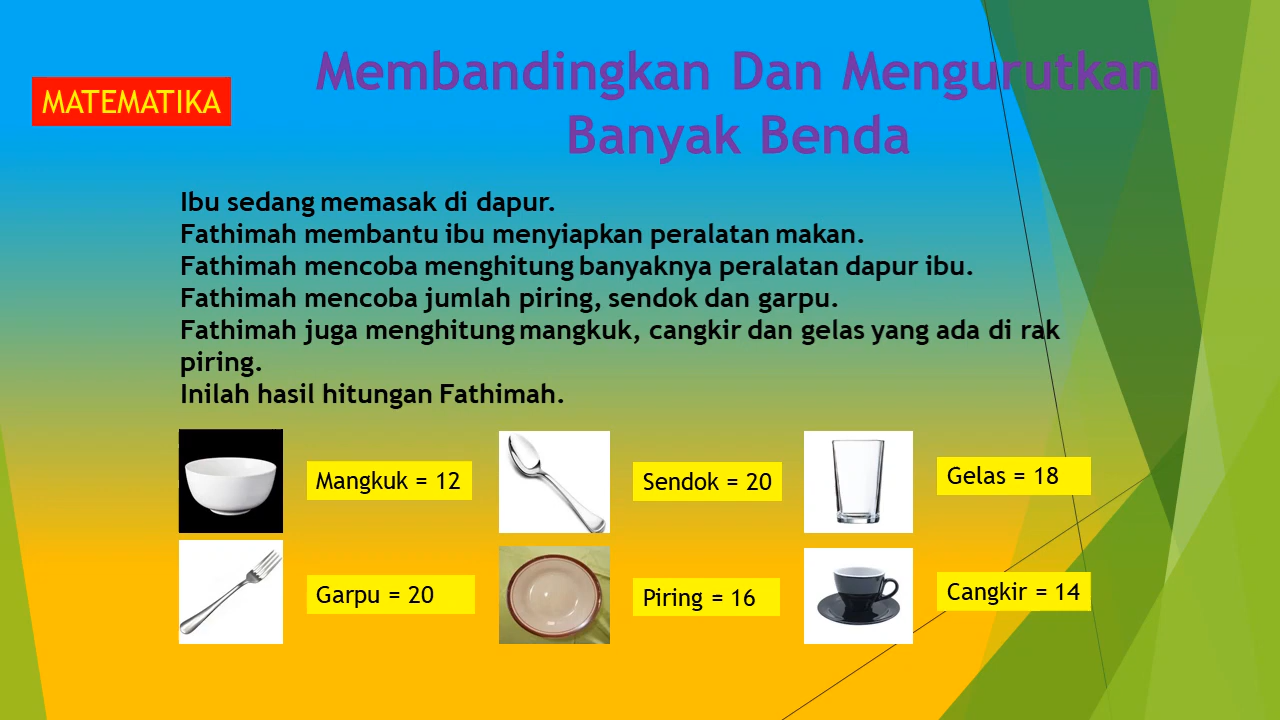 MATEMATIKA
Membandingkan Dan Mengurutkan
Banyak Benda
Ibu sedang memasak di dapur.
Fathimah membantu ibu menyiapkan peralatan makan.
Fathimah mencoba menghitung banyaknya peralatan dapur ibu.
Fathimah mencoba jumlah piring, sendok dan garpu.
Fathimah juga menghitung mangkuk, cangkir dan gelas yang ada di rak
piring.
Inilah hasil hitungan Fathimah.
Mangkuk = 12
Sendok = 20
Gelas = 18
Garpu = 20
Piring = 16
Cangkir = 14